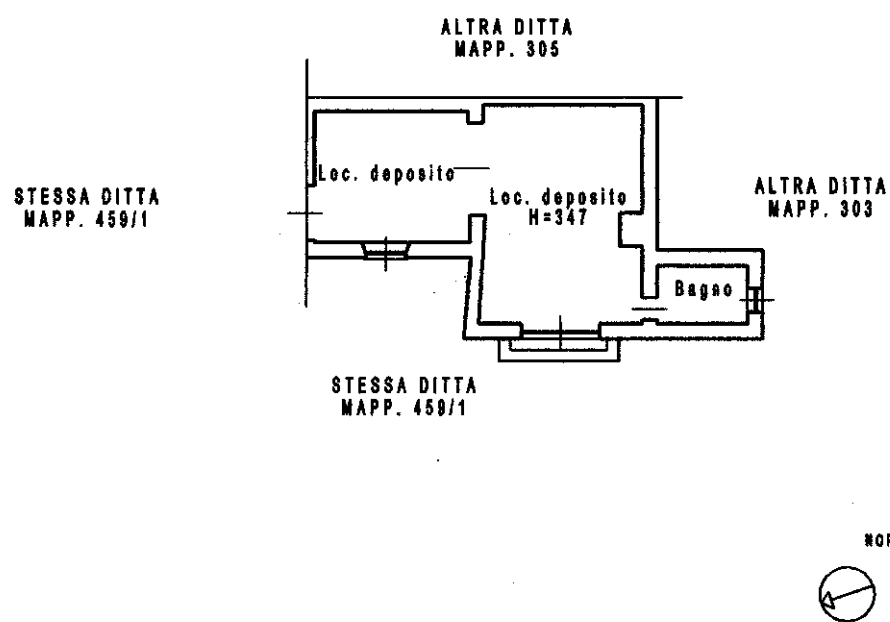 ALTRA DITTA
MAPP. 305
Loc. deposito
STESSA DITTA
MAPP. 459/1
Loc. deposito
H=347
ALTRA DITTA
MAPP. 303
Bagno
STESSA DITTA
MAPP. 459/1